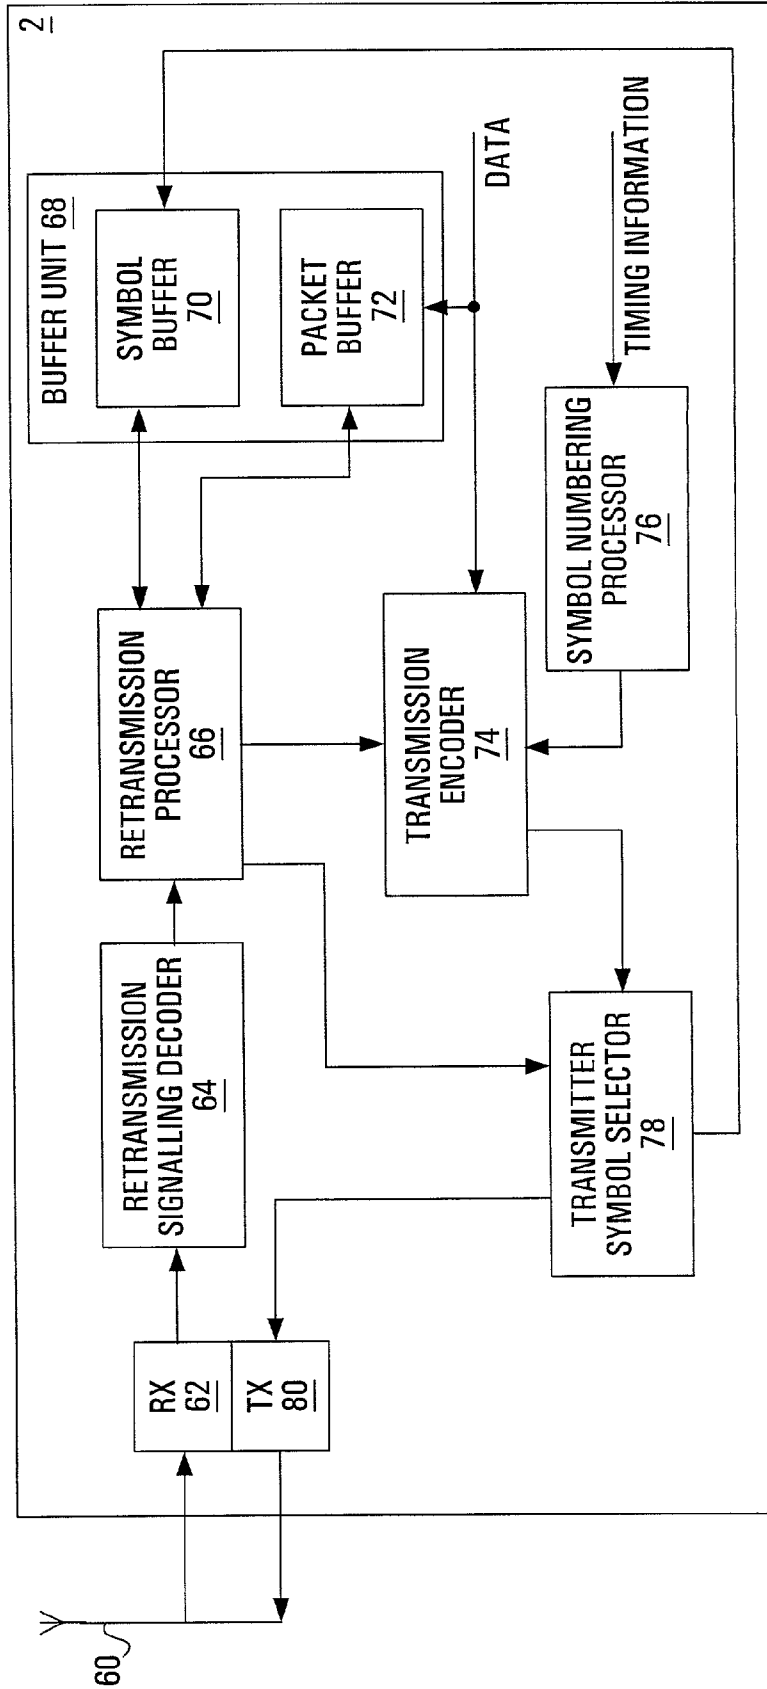 2
BUFFER UNIT 68
SYMBOL
BUFFER
70
PACKET
BUFFER
72
DATA
TIMING INFORMATION
RETRANSMISSION
PROCESSOR
66
TRANSMISSION
ENCODER
74
SYMBOL NUMBERING
PROCESSOR
76
RETRANSMISSION
SIGNALLING DECODER
64
TRANSMITTER
SYMBOL SELECTOR
78
RX
62
TX
80
60